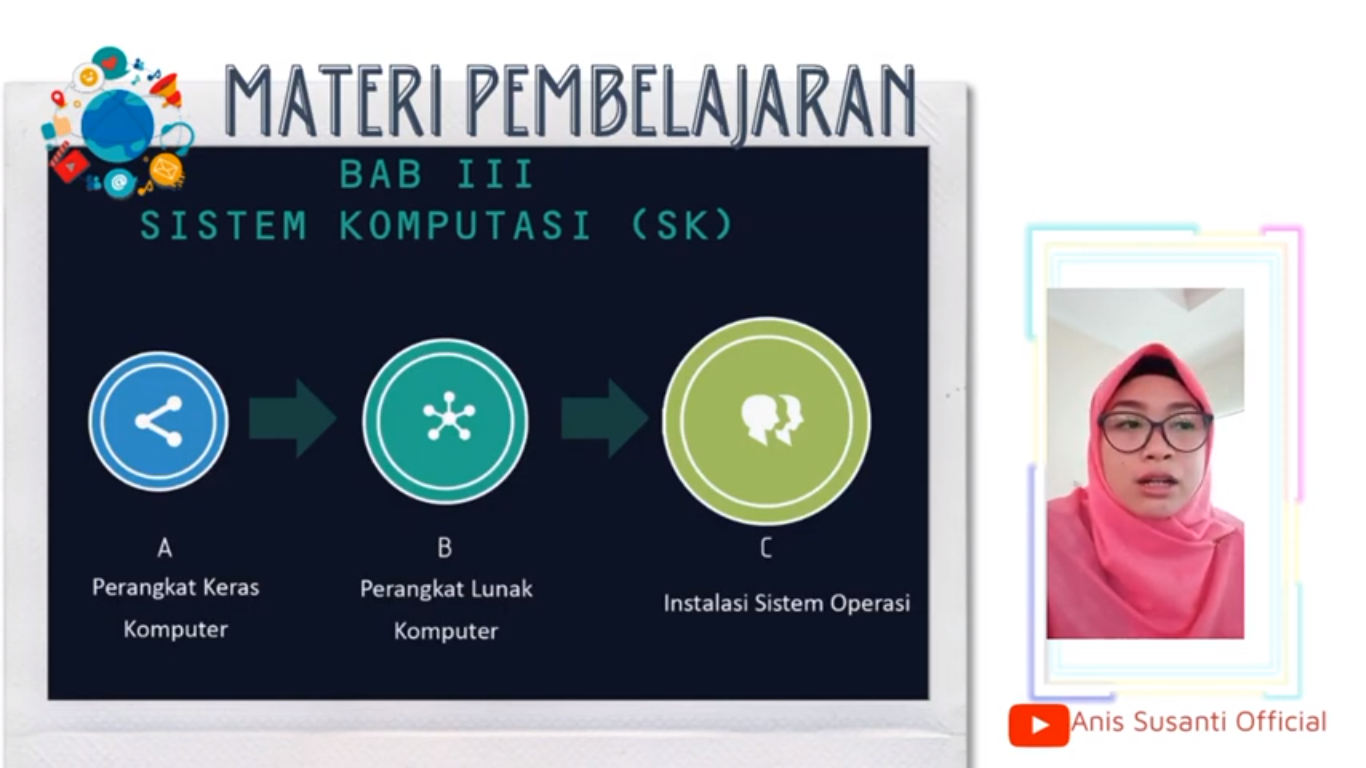 MATERI PEMBELAJARAN
BAB III
SISTEM KOMPUTASI (SK)
A
Perangkat Keras
Komputer
B
Perangkat Lunak
Komputer
C
Instalasi Sistem Operasi
Anis Susanti Official